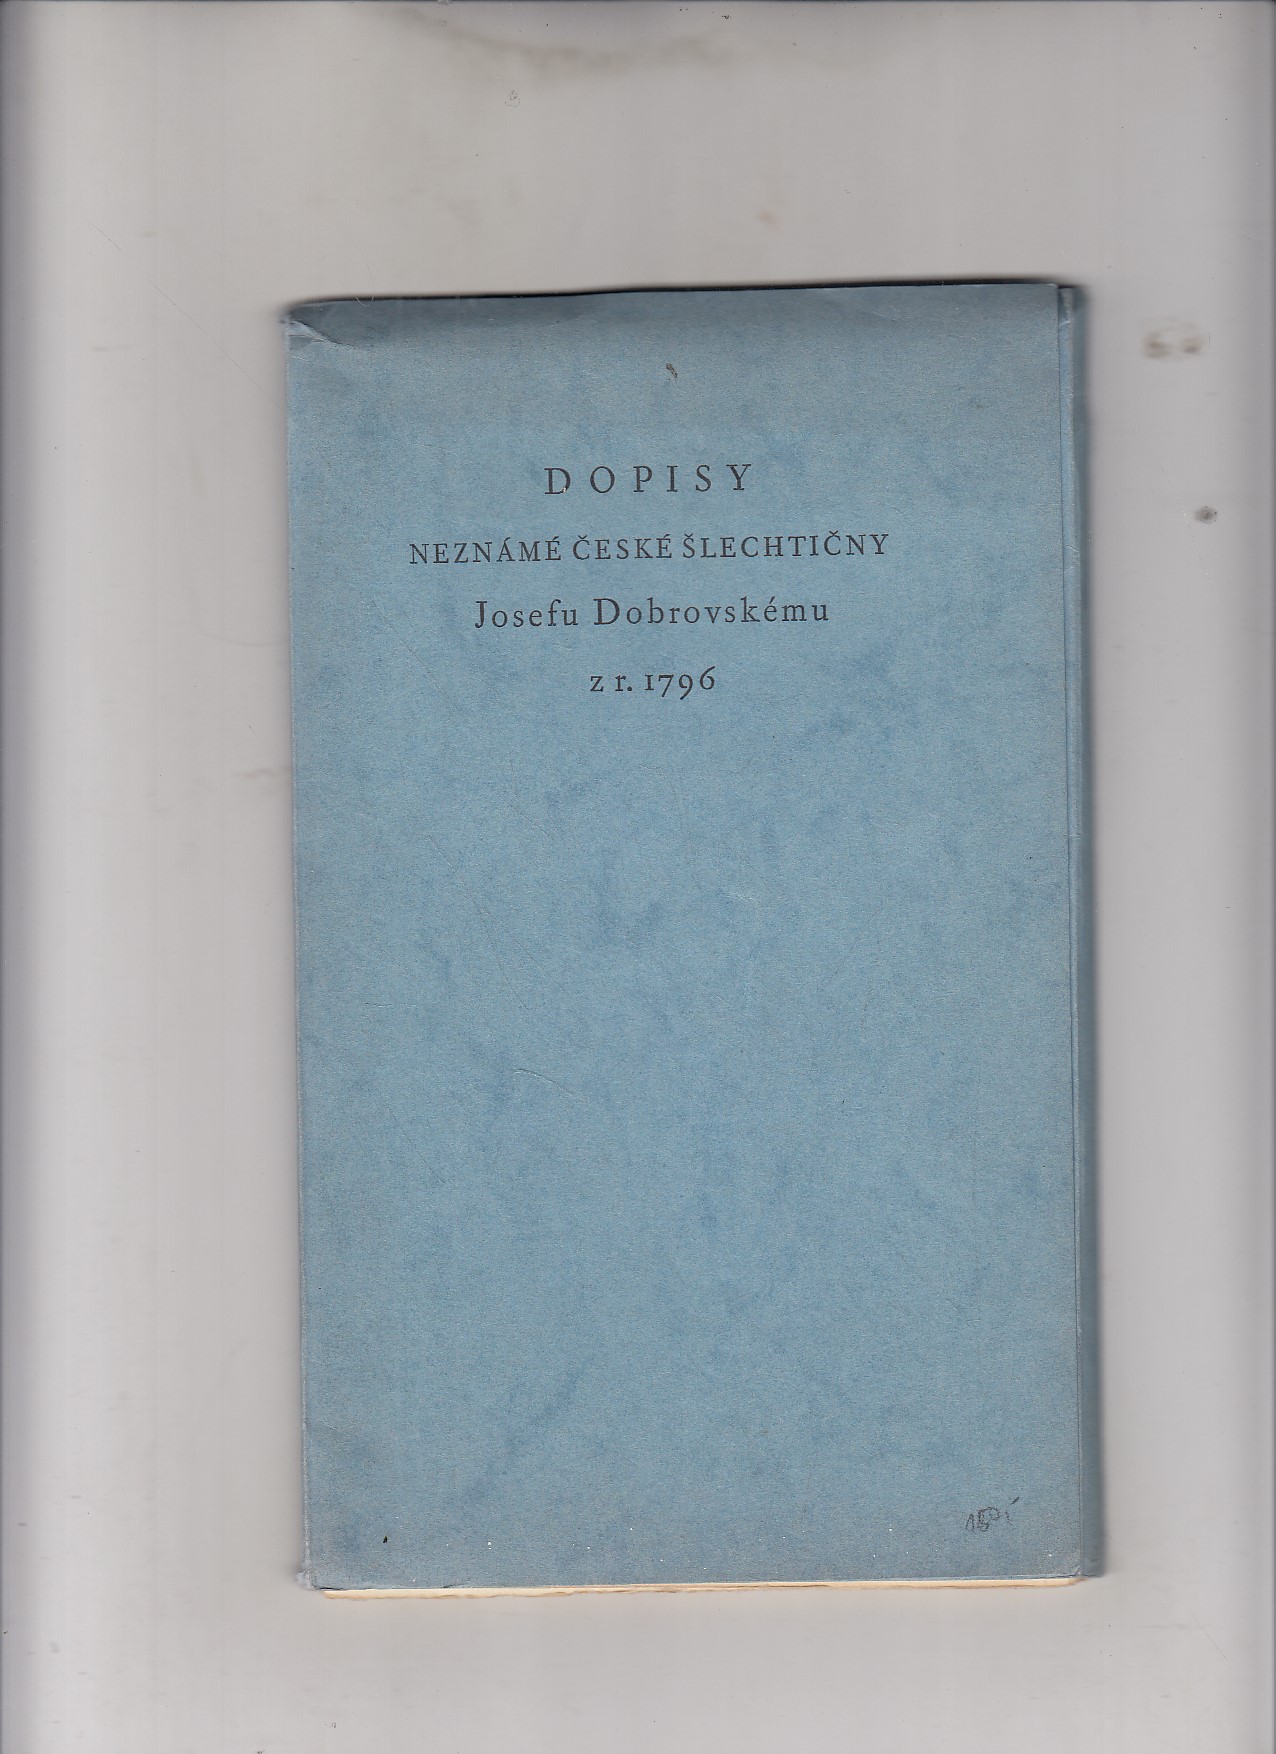 DOPISY
NEZNÁMÉ ČESKÉ ŠLECHTIČNY
Josefu Dobrovskému
z r. 1796